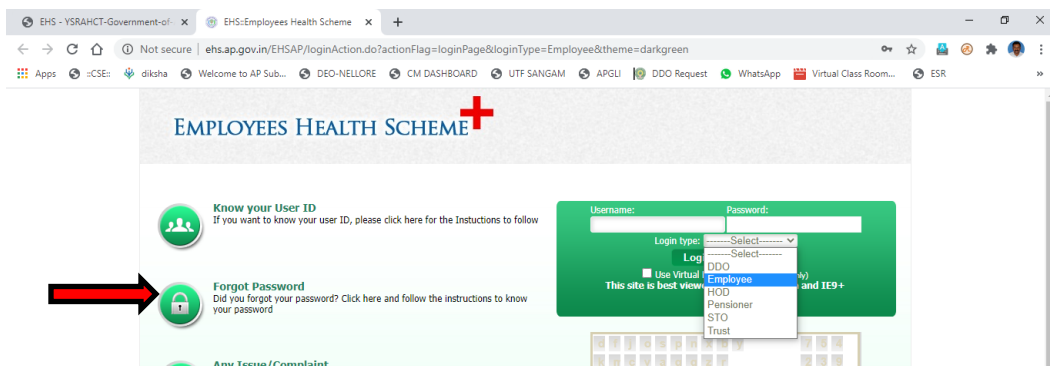 EHS - YSRAHCT-Government-of-
EHS::Employees Health Scheme
Not secure | ehs.ap.gov.in/EHSAP/loginAction.do?actionFlag=loginPage&loginType=Employee&theme=darkgreen
Apps ::CSE:: diksha Welcome to AP Sub... DEO-NELLORE CM DASHBOARD UTF SANGAM APGLI DDO Request WhatsApp Virtual Class Room... ESR »
EMPLOYEES HEALTH SCHEME
Know your User ID
If you want to know your user ID, please click here for the Instuctions to follow
Forgot Password
Did you forgot your password? Click here and follow the instructions to know
your password
Any Issue/Complaint
Username: Password:
Login type: -------Select-------
Log
Use Virtual
This site is best view and IE9+
-------Select-------
DDO
Employee
HOD
Pensioner
STO
Trust